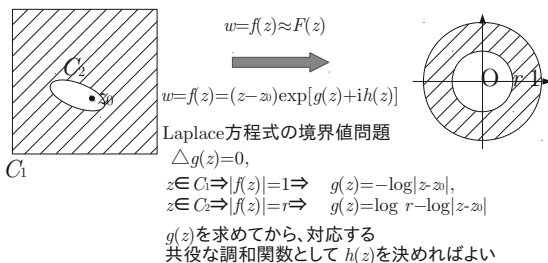 w=f(z)≈F(z)
C₂
z₀
O r 1
w=f(z)=(z−z₀)exp[g(z)+ih(z)]
Laplace方程式の境界値問題
△g(z)=0,
C₁
z∈C₁⇒|f(z)|=1⇒ g(z)=−log|z-z₀|,
z∈C₂⇒|f(z)|=r⇒ g(z)=log r−log|z-z₀|
g(z)を求めてから、対応する
共役な調和関数として h(z)を決めればよい